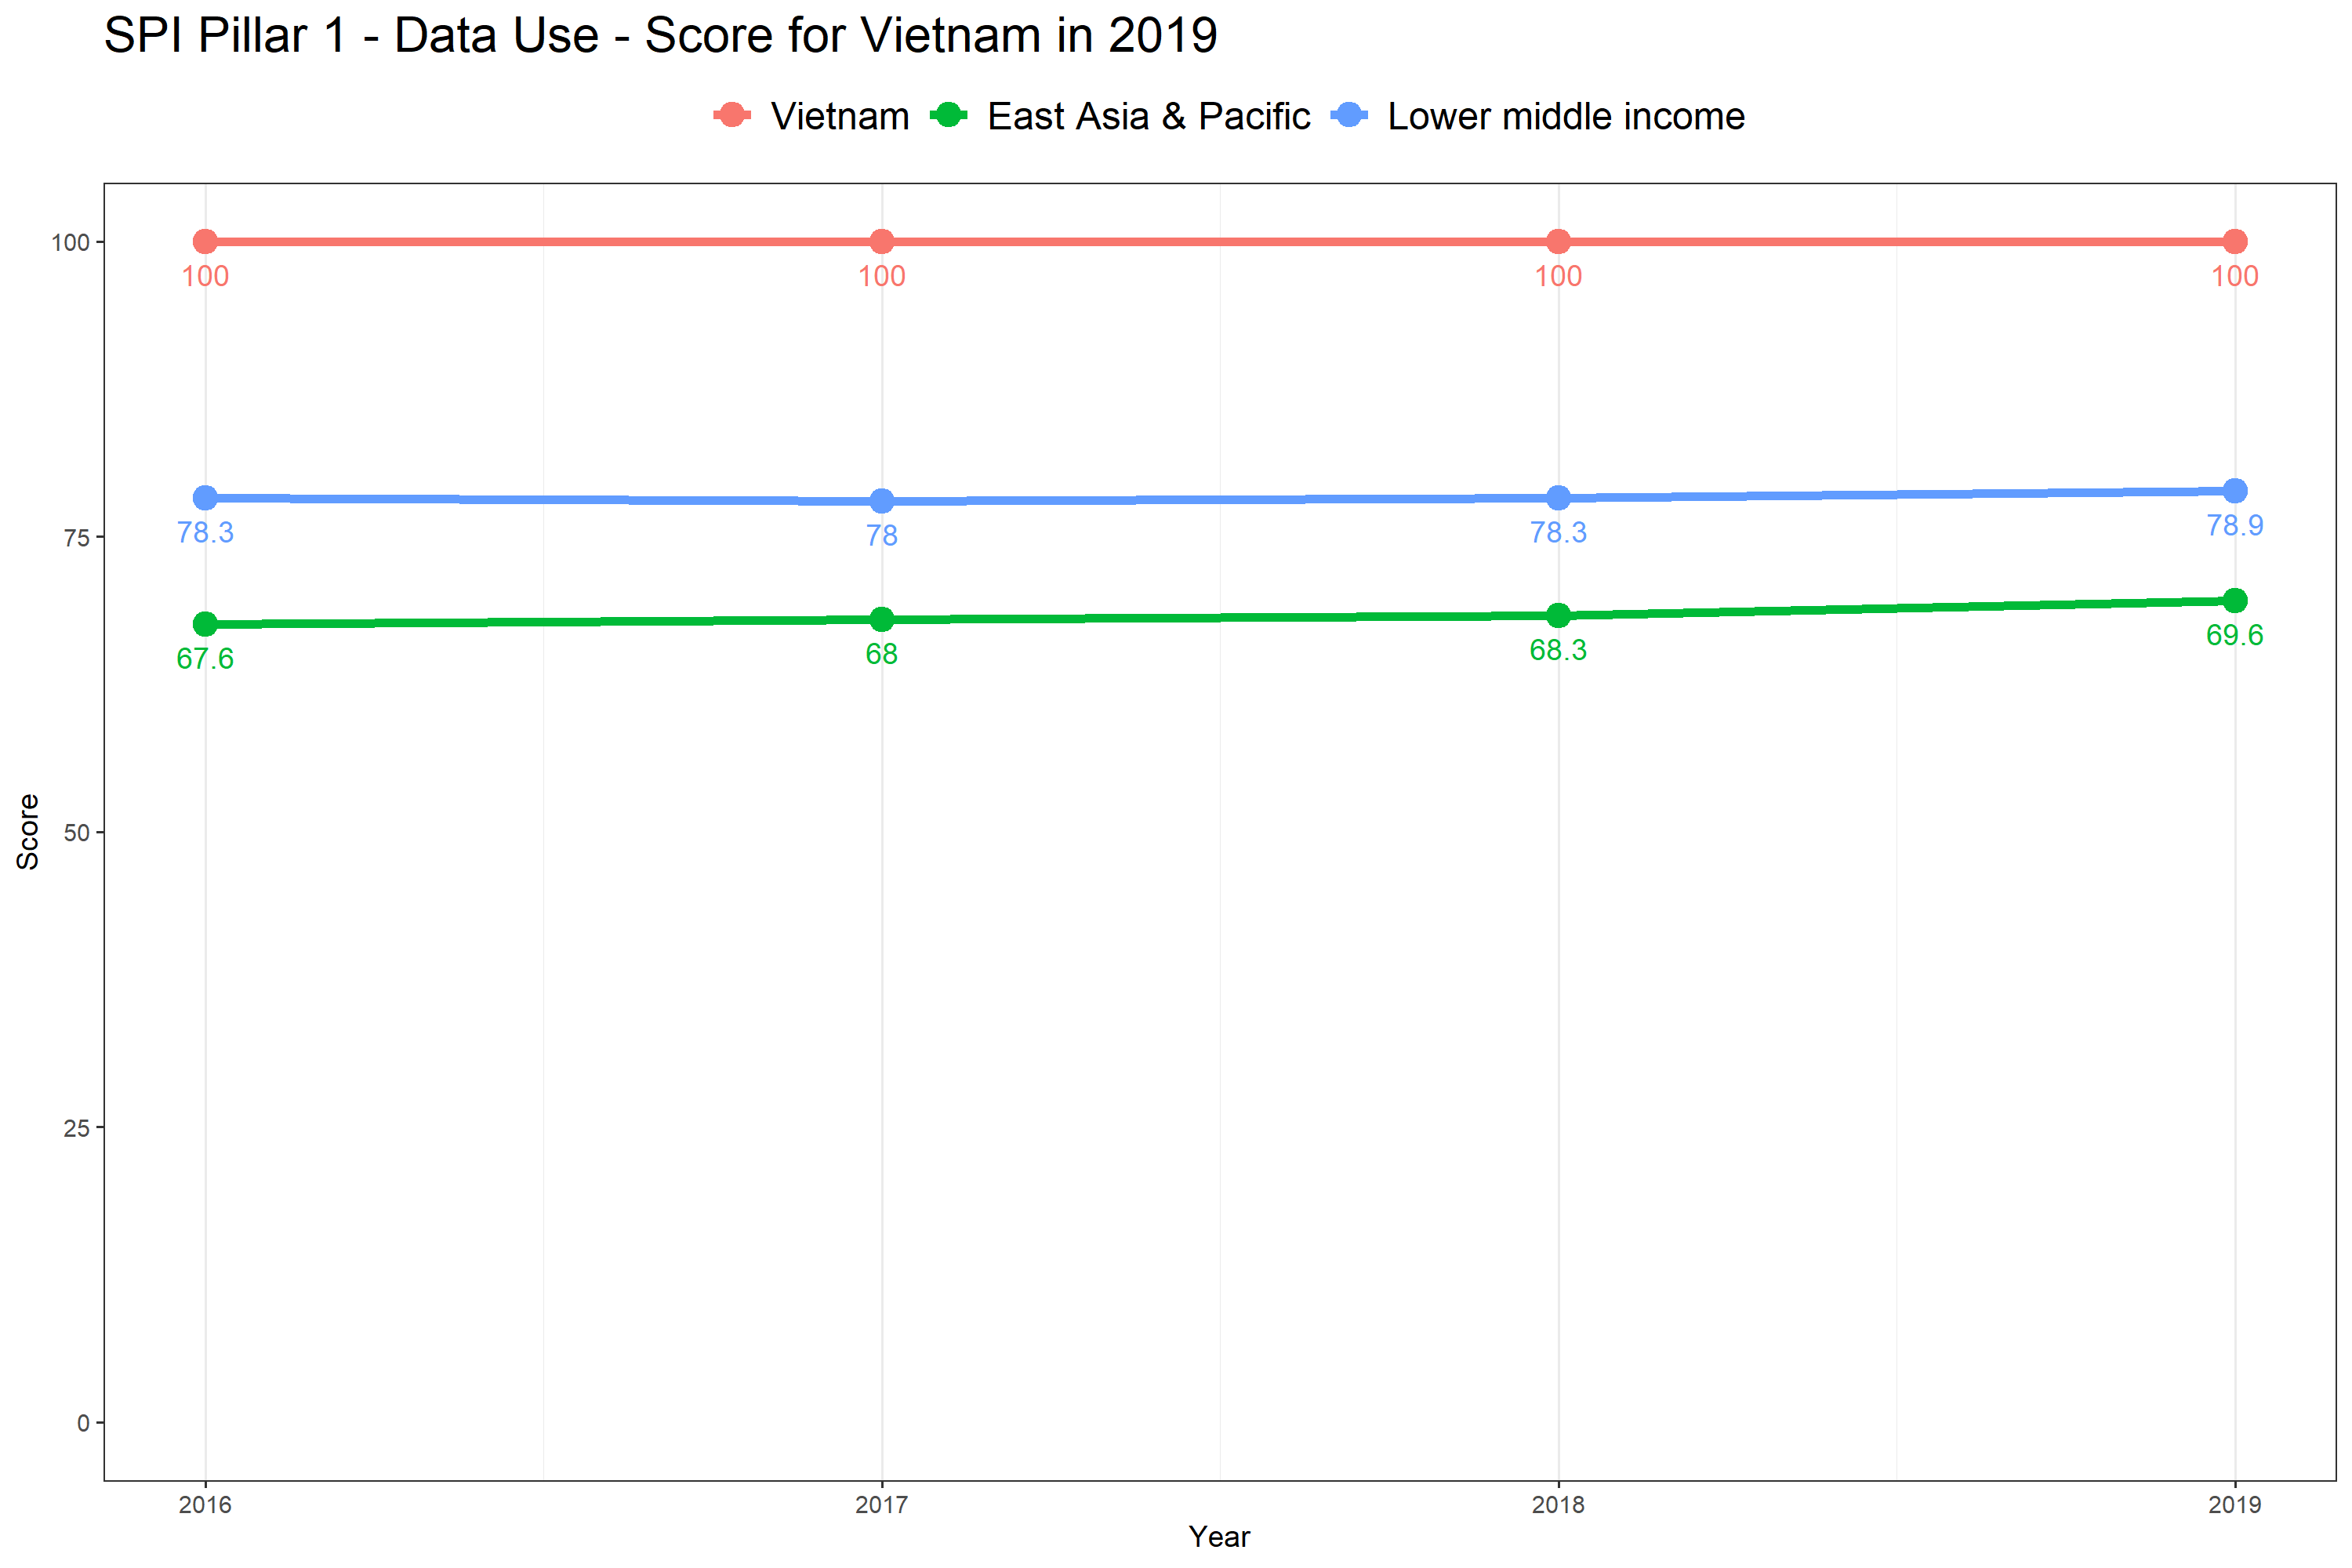 SPI Pillar 1 - Data Use - Score for Vietnam in 2019
Vietnam East Asia & Pacific Lower middle income
100
100 100 100 100
78.3 78 78.3 78.9
75
67.6 68 68.3 69.6
Score
50
25
0
2016 2017 2018 2019
Year